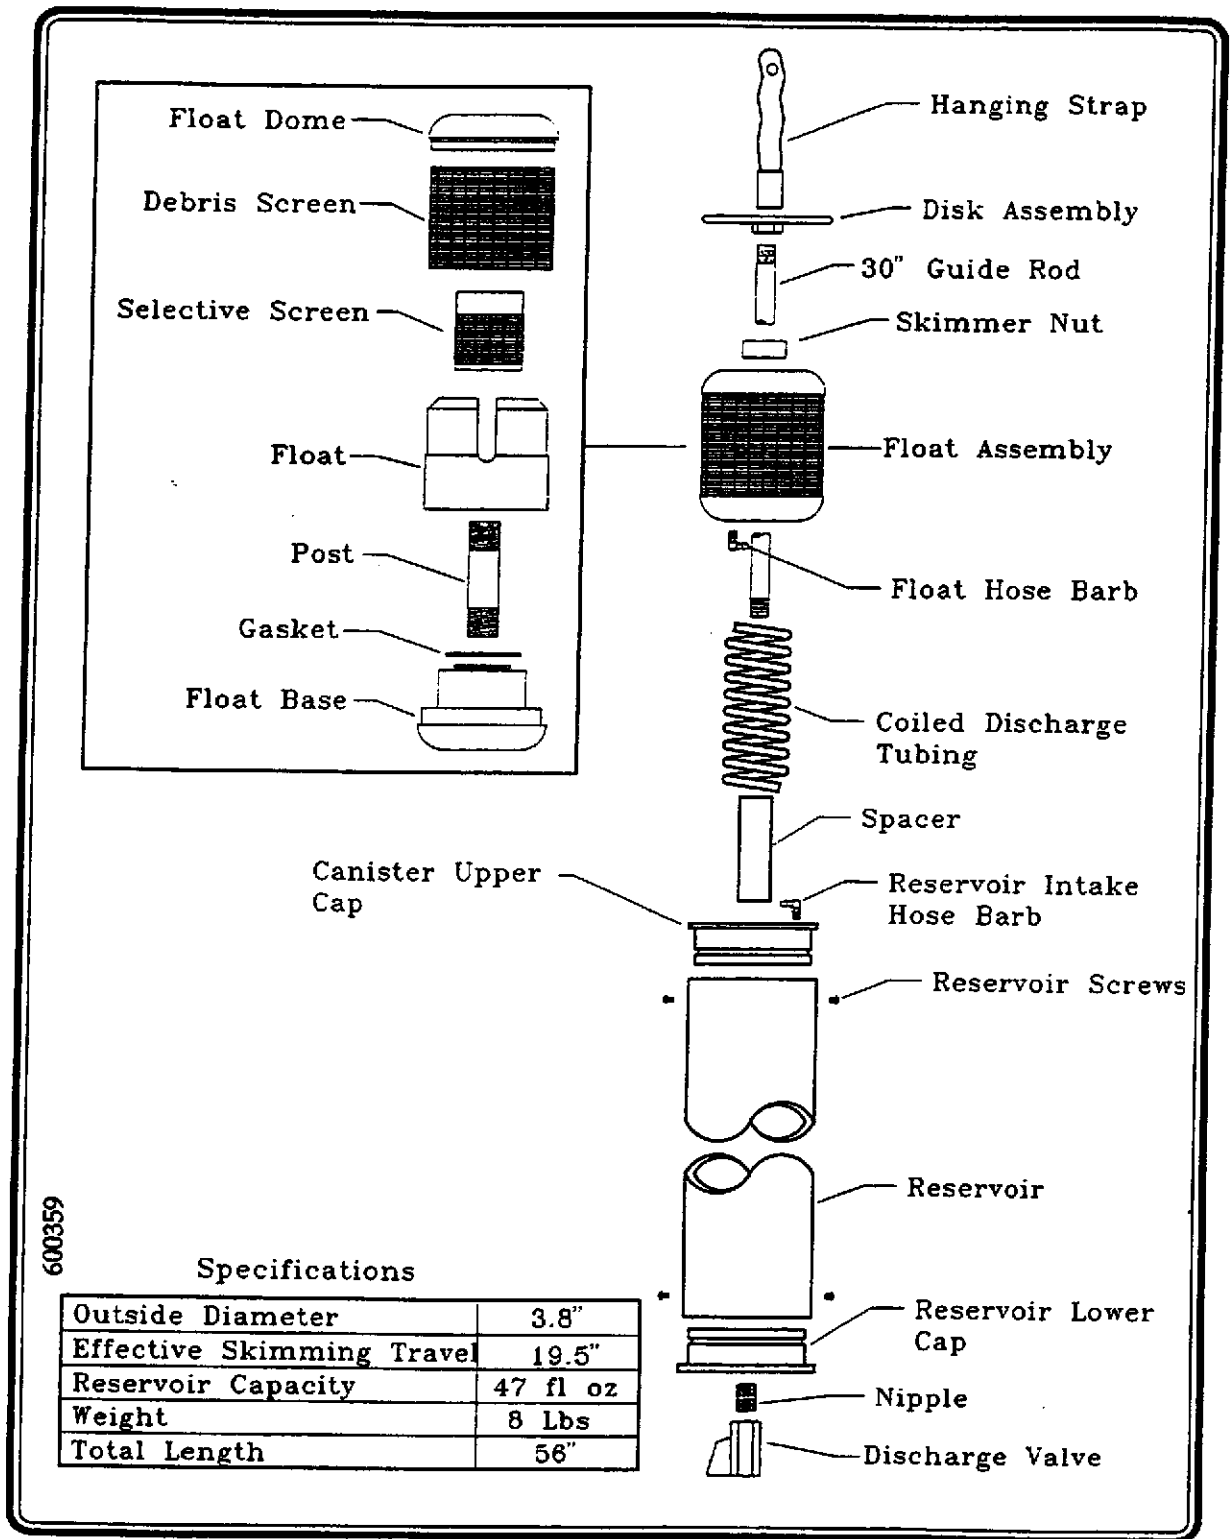 Float Dome
Debris Screen
Selective Screen
Float
Post
Gasket
Float Base
Hanging Strap
Disk Assembly
30" Guide Rod
Skimmer Nut
Float Assembly
Float Hose Barb
Coiled Discharge
Tubing
Spacer
Canister Upper
Cap
Reservoir Intake
Hose Barb
Reservoir Screws
Reservoir
Reservoir Lower
Cap
Nipple
Discharge Valve
600359
Specifications
Outside Diameter 3.8"
Effective Skimming Travel 19.5"
Reservoir Capacity 47 fl oz
Weight 8 Lbs
Total Length 56"